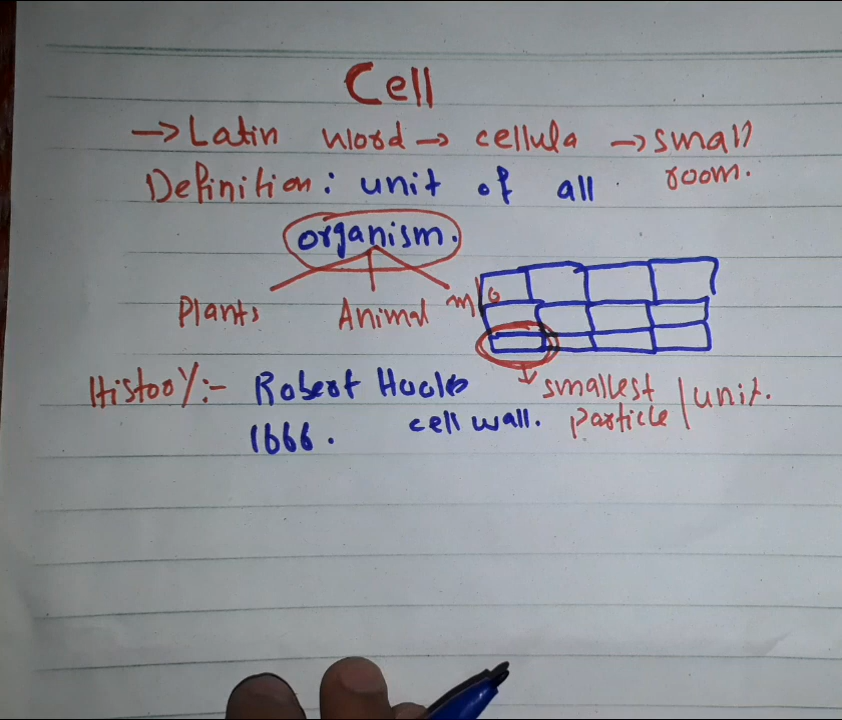 Cell
→ Latin word → cellula → small room.
Definition: unit of all
organism.
Plants Animal m/o
History:- Robert Hooke
1666. cell wall.
smallest particle / unit.